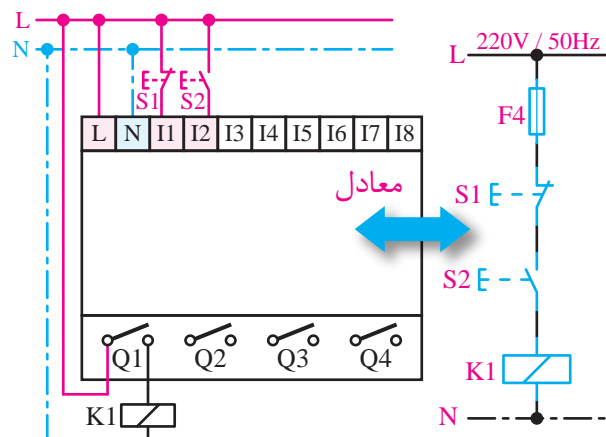 L
220V / 50Hz
N
L
F4
S1
S2
L N I1 I2 I3 I4 I5 I6 I7 I8
معادل
S1
S2
Q1 Q2 Q3 Q4
K1
K1
N